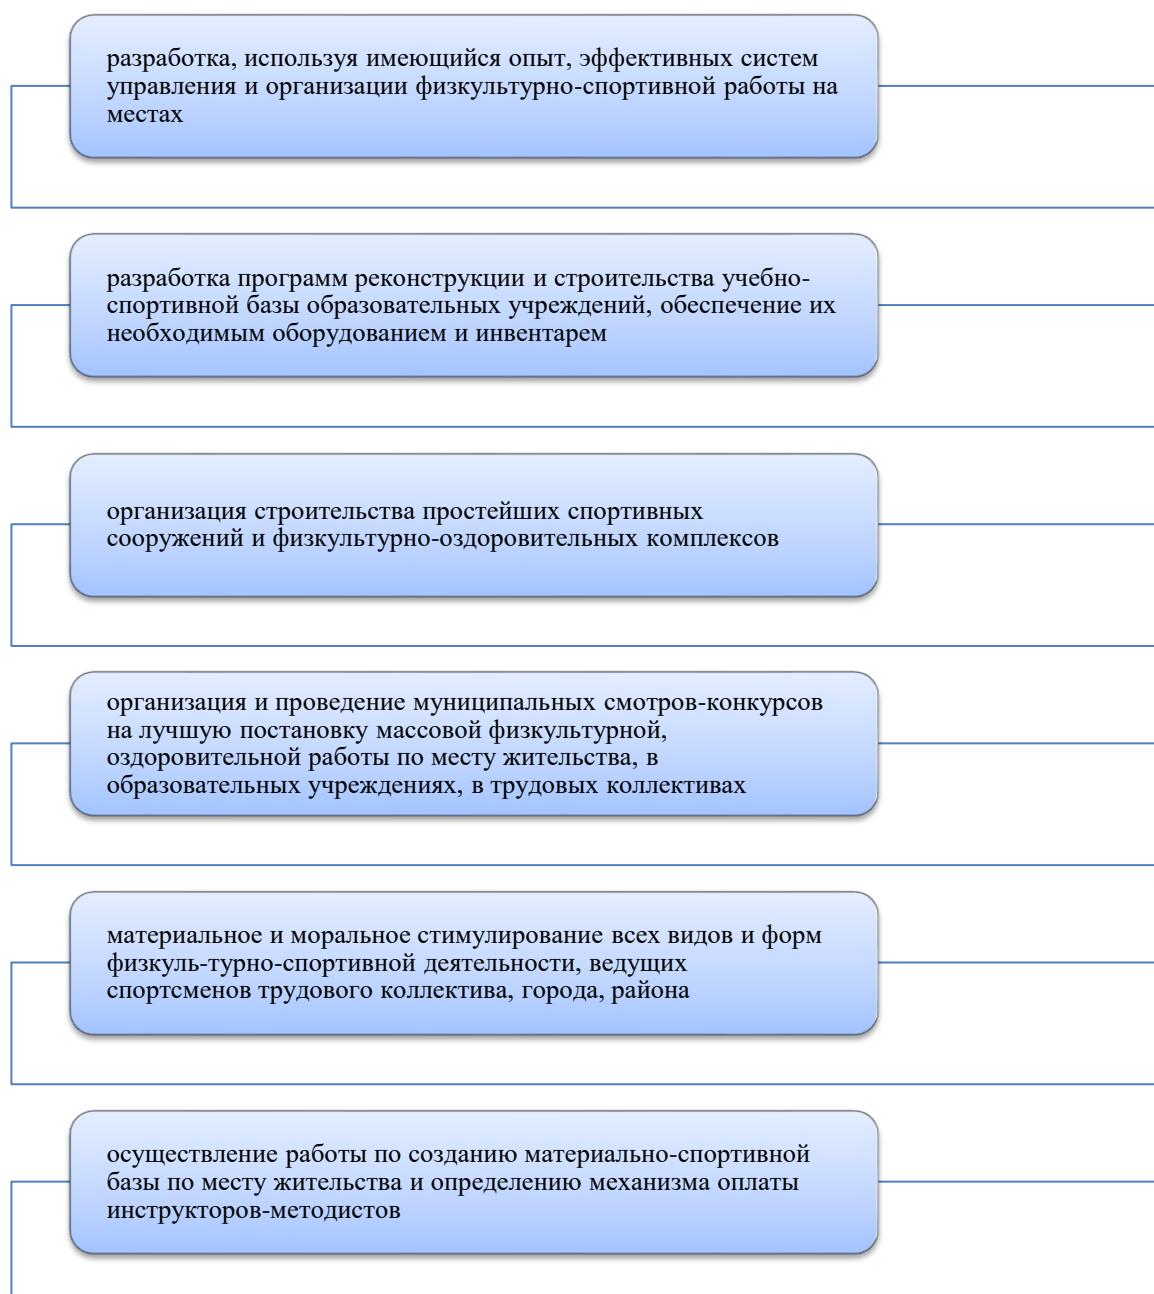 разработка, используя имеющийся опыт, эффективных систем
управления и организации физкультурно-спортивной работы на
местах
разработка программ реконструкции и строительства учебно-
спортивной базы образовательных учреждений, обеспечение их
необходимым оборудованием и инвентарем
организация строительства простейших спортивных
сооружений и физкультурно-оздоровительных комплексов
организация и проведение муниципальных смотров-конкурсов
на лучшую постановку массовой физкультурной,
оздоровительной работы по месту жительства, в
образовательных учреждениях, в трудовых коллективах
материальное и моральное стимулирование всех видов и форм
физкуль-турно-спортивной деятельности, ведущих
спортсменов трудового коллектива, города, района
осуществление работы по созданию материально-спортивной
базы по месту жительства и определению механизма оплаты
инструкторов-методистов